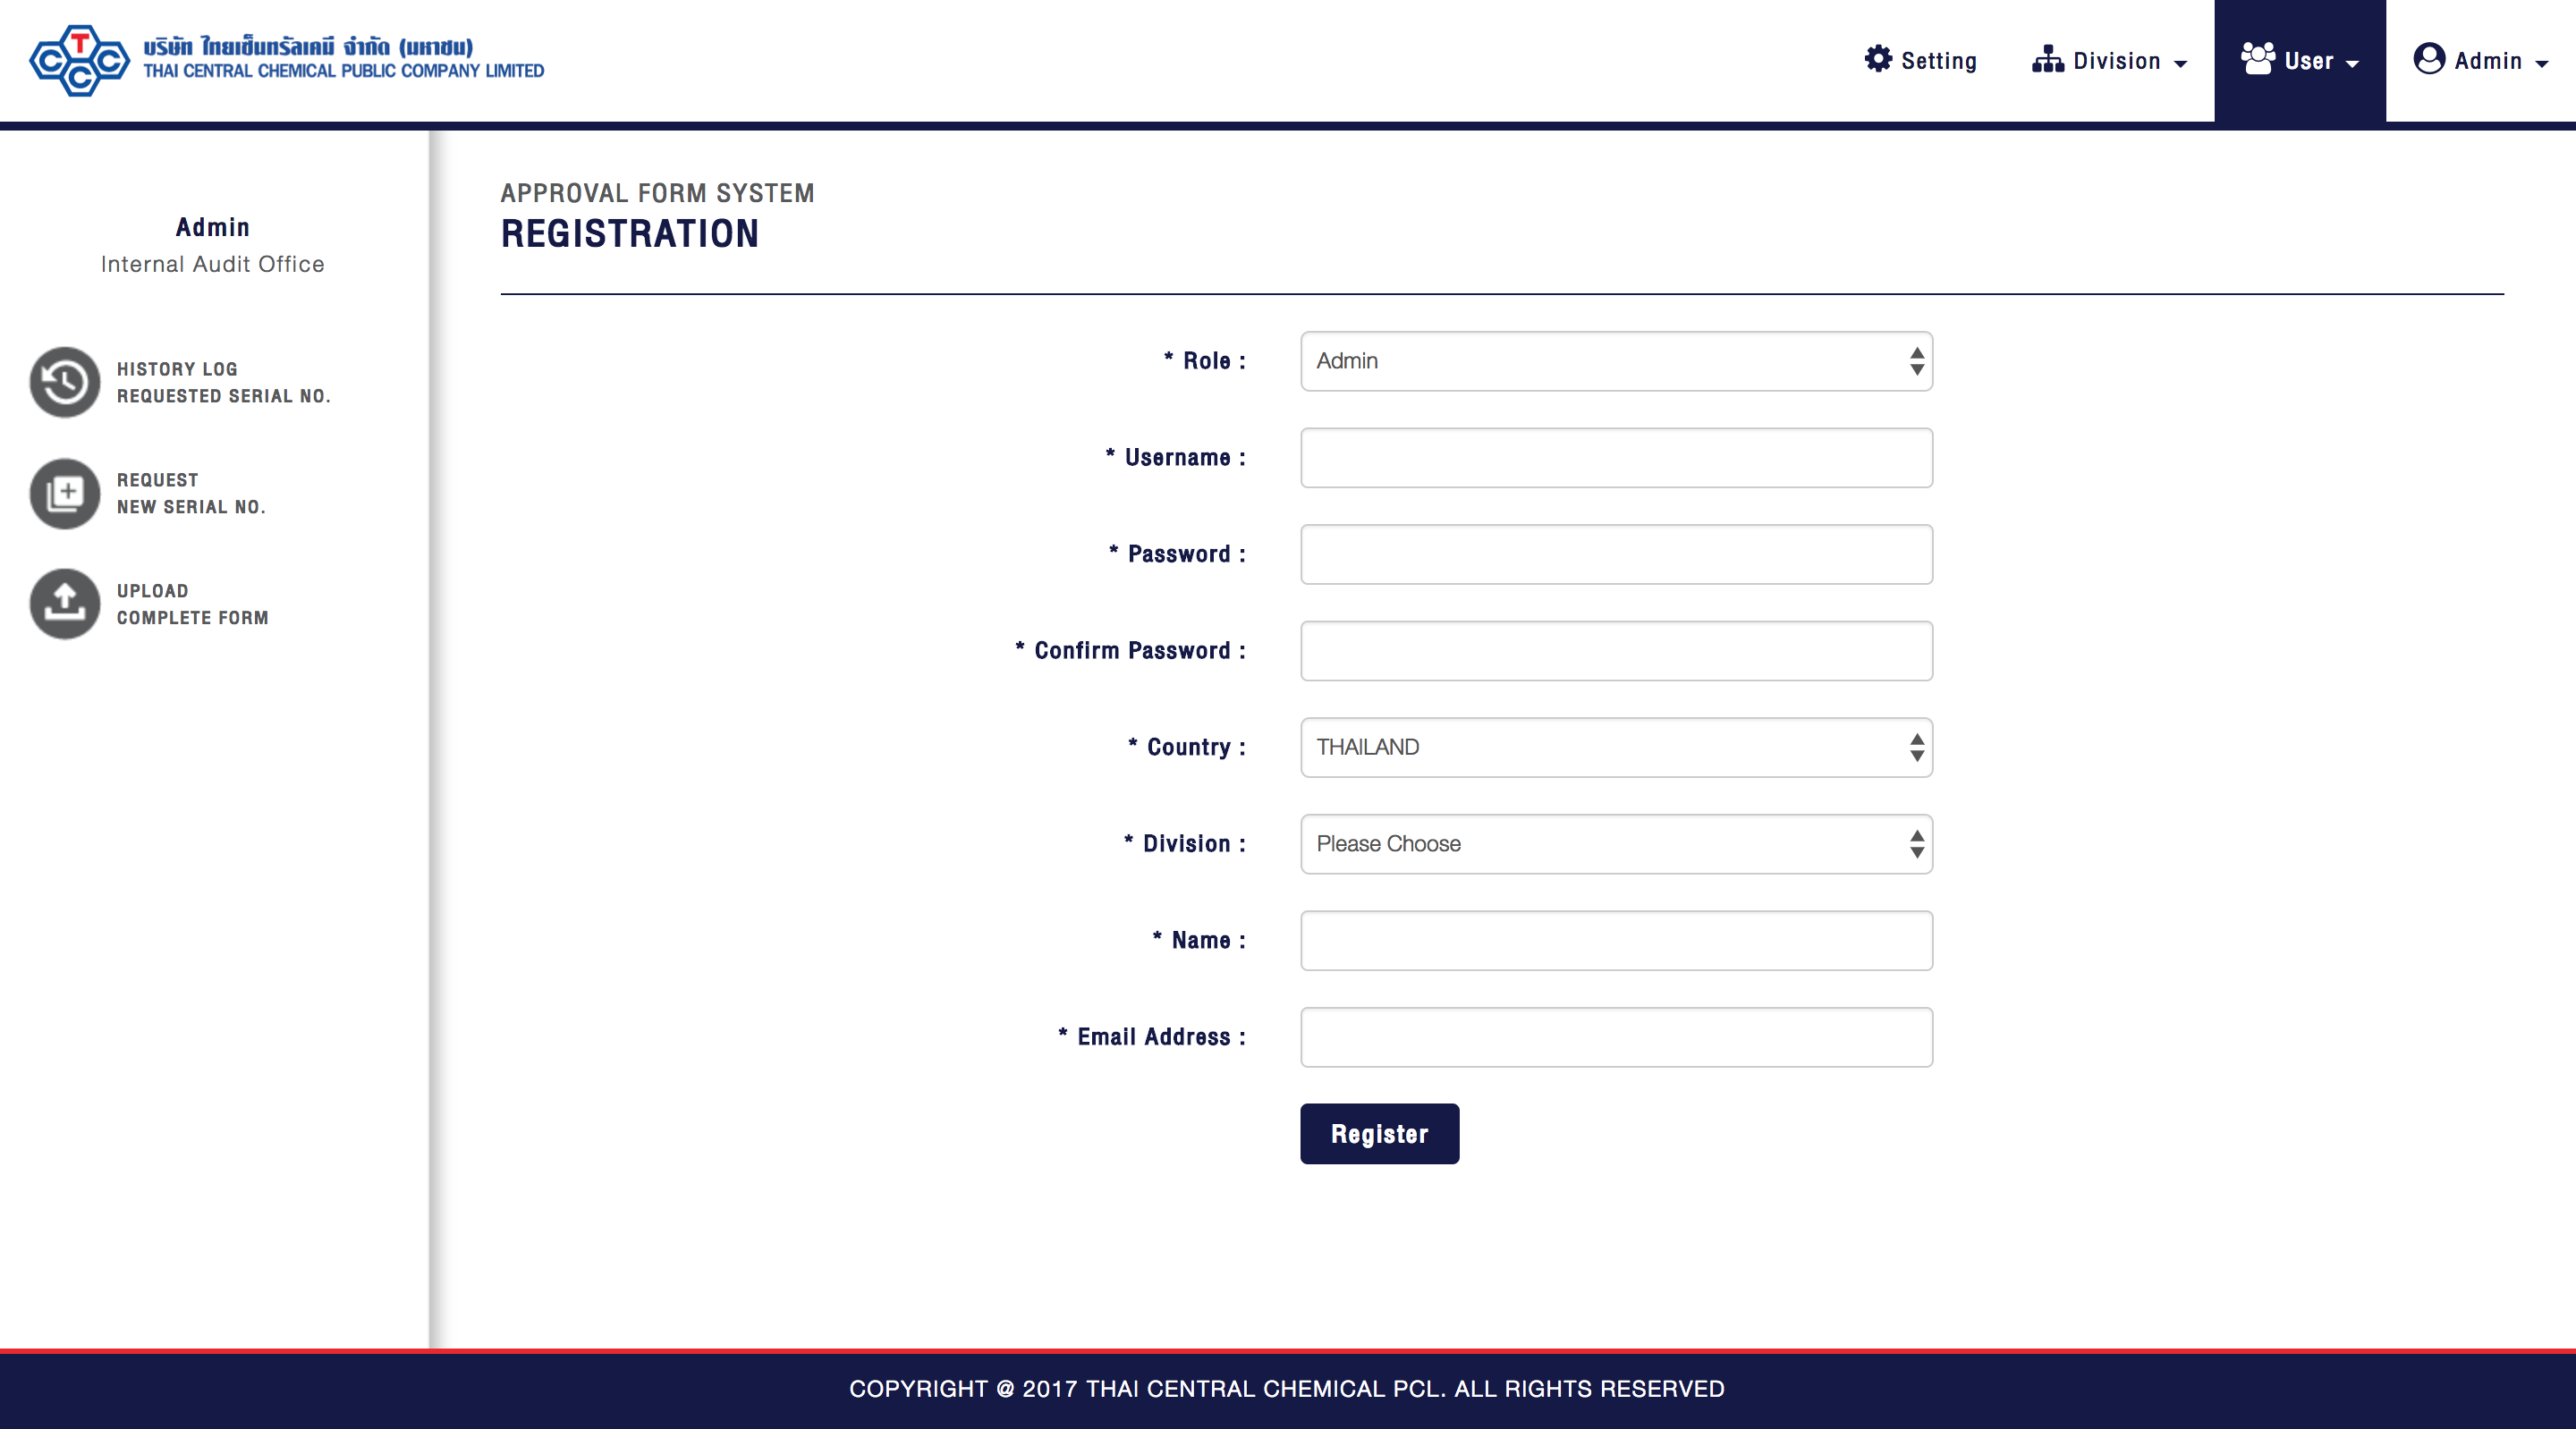 TCCC
บริษัท ไทยเซ็นทรัลเคมี จำกัด (มหาชน)
THAI CENTRAL CHEMICAL PUBLIC COMPANY LIMITED
Setting
Division
User
Admin
Admin
Internal Audit Office
HISTORY LOG
REQUESTED SERIAL NO.
REQUEST
NEW SERIAL NO.
UPLOAD
COMPLETE FORM
APPROVAL FORM SYSTEM
REGISTRATION
* Role : Admin
* Username :
* Password :
* Confirm Password :
* Country : THAILAND
* Division : Please Choose
* Name :
* Email Address :
Register
COPYRIGHT @ 2017 THAI CENTRAL CHEMICAL PCL. ALL RIGHTS RESERVED